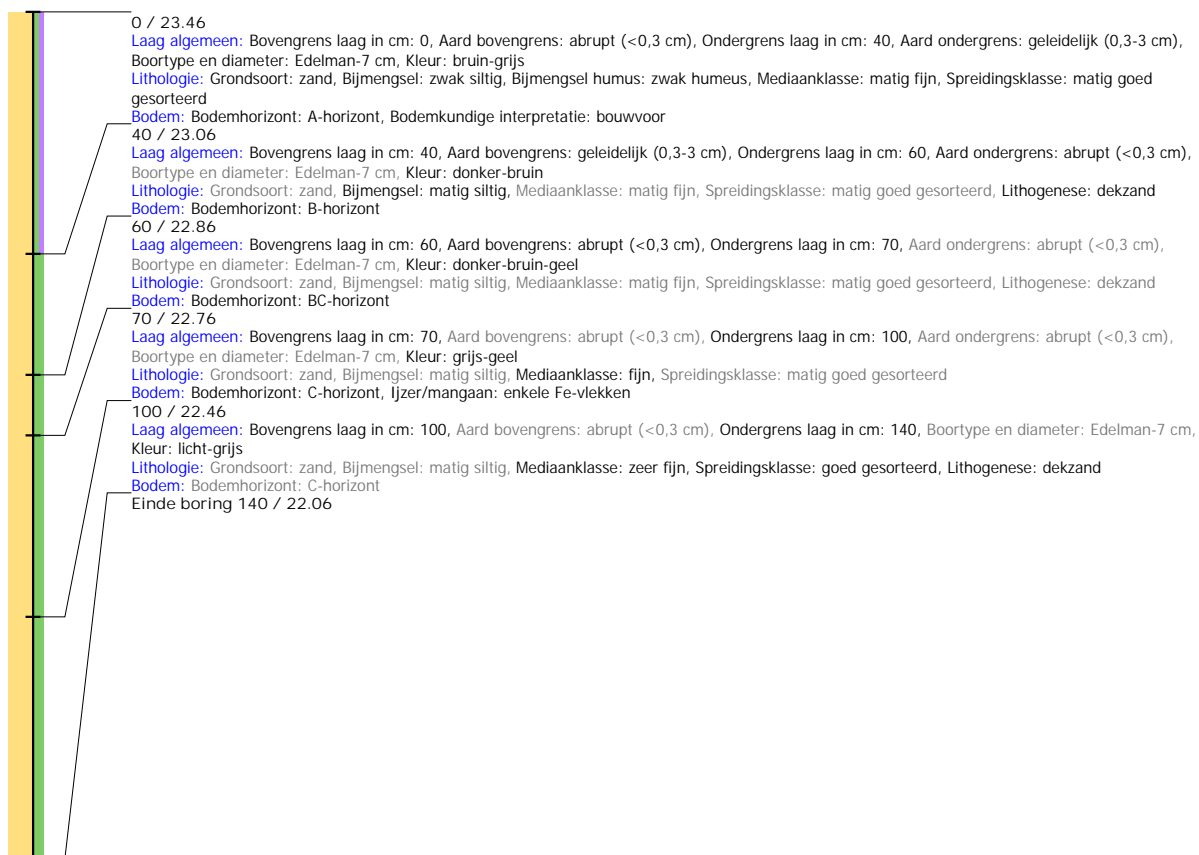 0 / 23.46
Laag algemeen: Bovengrens laag in cm: 0, Aard bovengrens: abrupt (<0,3 cm), Ondergrens laag in cm: 40, Aard ondergrens: geleidelijk (0,3-3 cm),
Boortype en diameter: Edelman-7 cm, Kleur: bruin-grijs
Lithologie: Grondsoort: zand, Bijmengsel: zwak siltig, Bijmengsel humus: zwak humeus, Mediaanklasse: matig fijn, Spreidingsklasse: matig goed
gesorteerd
Bodem: Bodemhorizont: A-horizont, Bodemkundige interpretatie: bouwvoor
40 / 23.06
Laag algemeen: Bovengrens laag in cm: 40, Aard bovengrens: geleidelijk (0,3-3 cm), Ondergrens laag in cm: 60, Aard ondergrens: abrupt (<0,3 cm),
Boortype en diameter: Edelman-7 cm, Kleur: donker-bruin
Lithologie: Grondsoort: zand, Bijmengsel: matig siltig, Mediaanklasse: matig fijn, Spreidingsklasse: matig goed gesorteerd, Lithogenese: dekzand
Bodem: Bodemhorizont: B-horizont
60 / 22.86
Laag algemeen: Bovengrens laag in cm: 60, Aard bovengrens: abrupt (<0,3 cm), Ondergrens laag in cm: 70, Aard ondergrens: abrupt (<0,3 cm),
Boortype en diameter: Edelman-7 cm, Kleur: donker-bruin-geel
Lithologie: Grondsoort: zand, Bijmengsel: matig siltig, Mediaanklasse: matig fijn, Spreidingsklasse: matig goed gesorteerd, Lithogenese: dekzand
Bodem: Bodemhorizont: BC-horizont
70 / 22.76
Laag algemeen: Bovengrens laag in cm: 70, Aard bovengrens: abrupt (<0,3 cm), Ondergrens laag in cm: 100, Aard ondergrens: abrupt (<0,3 cm),
Boortype en diameter: Edelman-7 cm, Kleur: grijs-geel
Lithologie: Grondsoort: zand, Bijmengsel: matig siltig, Mediaanklasse: fijn, Spreidingsklasse: matig goed gesorteerd
Bodem: Bodemhorizont: C-horizont, Ijzer/mangaan: enkele Fe-vlekken
100 / 22.46
Laag algemeen: Bovengrens laag in cm: 100, Aard bovengrens: abrupt (<0,3 cm), Ondergrens laag in cm: 140, Boortype en diameter: Edelman-7 cm,
Kleur: licht-grijs
Lithologie: Grondsoort: zand, Bijmengsel: matig siltig, Mediaanklasse: zeer fijn, Spreidingsklasse: goed gesorteerd, Lithogenese: dekzand
Bodem: Bodemhorizont: C-horizont
Einde boring 140 / 22.06